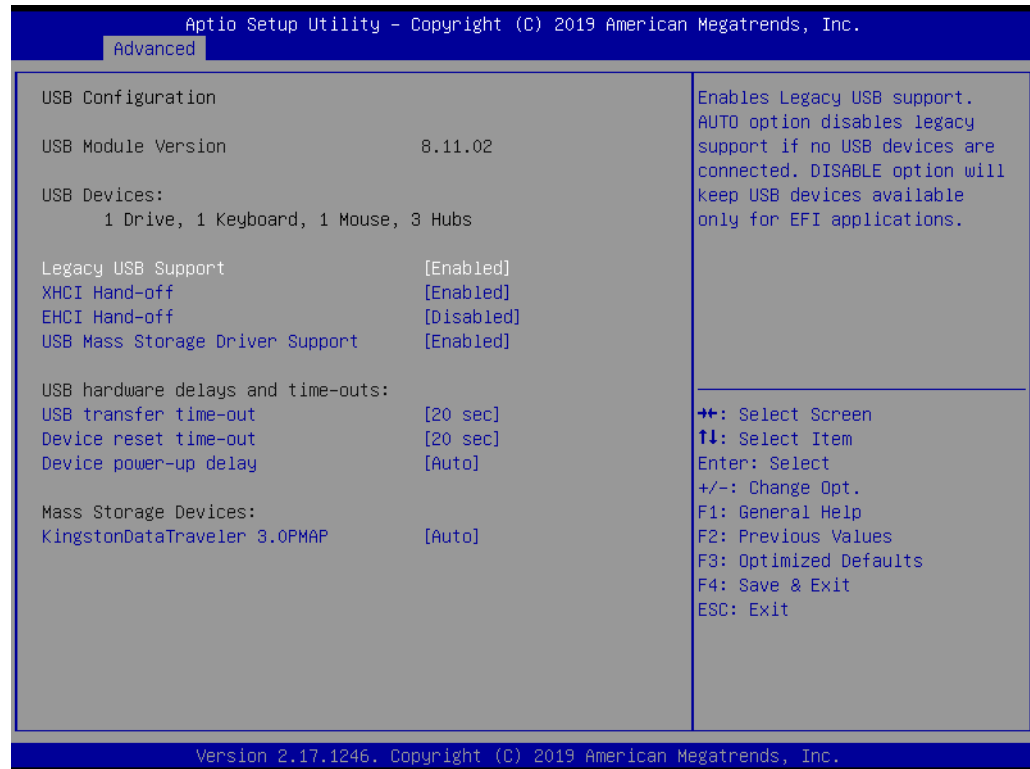 Aptio Setup Utility – Copyright (C) 2019 American Megatrends, Inc.
Advanced
USB Configuration
USB Module Version 8.11.02
USB Devices:
1 Drive, 1 Keyboard, 1 Mouse, 3 Hubs
Legacy USB Support [Enabled]
XHCI Hand-off [Enabled]
EHCI Hand-off [Disabled]
USB Mass Storage Driver Support [Enabled]
USB hardware delays and time-outs:
USB transfer time-out [20 sec]
Device reset time-out [20 sec]
Device power-up delay [Auto]
Mass Storage Devices:
KingstonDataTraveler 3.0PMAP [Auto]
Enables Legacy USB support.
AUTO option disables legacy
support if no USB devices are
connected. DISABLE option will
keep USB devices available
only for EFI applications.
→←: Select Screen
↑↓: Select Item
Enter: Select
+/-: Change Opt.
F1: General Help
F2: Previous Values
F3: Optimized Defaults
F4: Save & Exit
ESC: Exit
Version 2.17.1246. Copyright (C) 2019 American Megatrends, Inc.